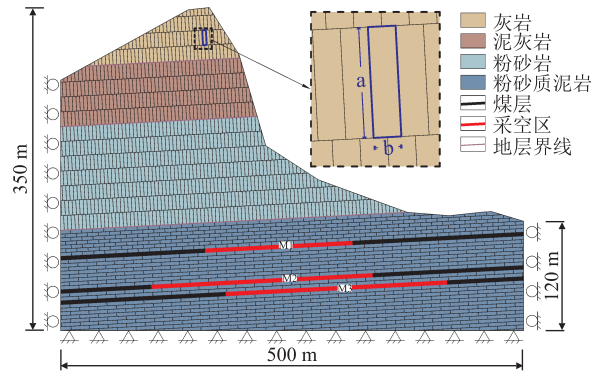 灰岩
泥灰岩
粉砂岩
粉砂质泥岩
煤层
采空区
地层界线
a
b
350 m
M1
M2
M3
120 m
500 m